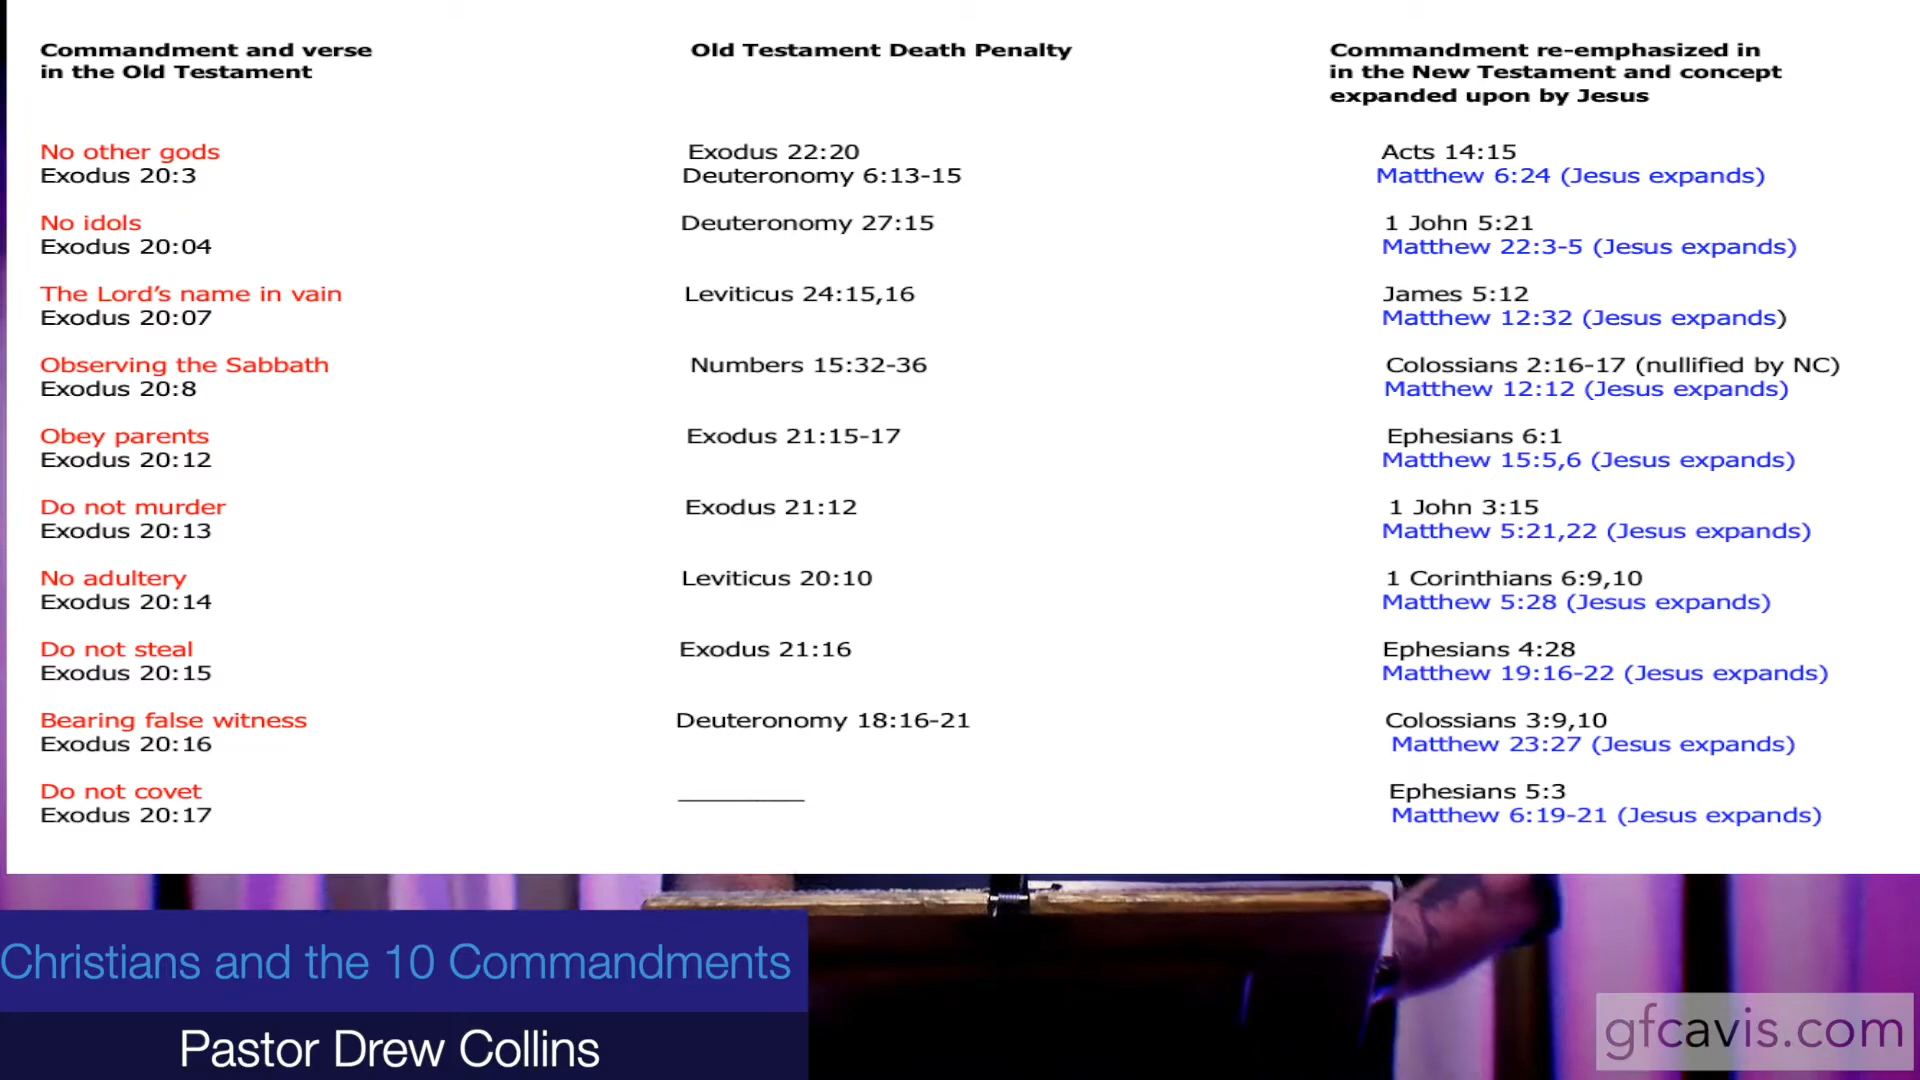 Commandment and verse
in the Old Testament
Old Testament Death Penalty
Commandment re-emphasized in
in the New Testament and concept
expanded upon by Jesus
No other gods
Exodus 20:3
Exodus 22:20
Deuteronomy 6:13-15
Acts 14:15
Matthew 6:24 (Jesus expands)
No idols
Exodus 20:04
Deuteronomy 27:15
1 John 5:21
Matthew 22:3-5 (Jesus expands)
The Lord’s name in vain
Exodus 20:07
Leviticus 24:15,16
James 5:12
Matthew 12:32 (Jesus expands)
Observing the Sabbath
Exodus 20:8
Numbers 15:32-36
Colossians 2:16-17 (nullified by NC)
Matthew 12:12 (Jesus expands)
Obey parents
Exodus 20:12
Exodus 21:15-17
Ephesians 6:1
Matthew 15:5,6 (Jesus expands)
Do not murder
Exodus 20:13
Exodus 21:12
1 John 3:15
Matthew 5:21,22 (Jesus expands)
No adultery
Exodus 20:14
Leviticus 20:10
1 Corinthians 6:9,10
Matthew 5:28 (Jesus expands)
Do not steal
Exodus 20:15
Exodus 21:16
Ephesians 4:28
Matthew 19:16-22 (Jesus expands)
Bearing false witness
Exodus 20:16
Deuteronomy 18:16-21
Colossians 3:9,10
Matthew 23:27 (Jesus expands)
Do not covet
Exodus 20:17
Ephesians 5:3
Matthew 6:19-21 (Jesus expands)
Christians and the 10 Commandments
Pastor Drew Collins
gfcavis.com